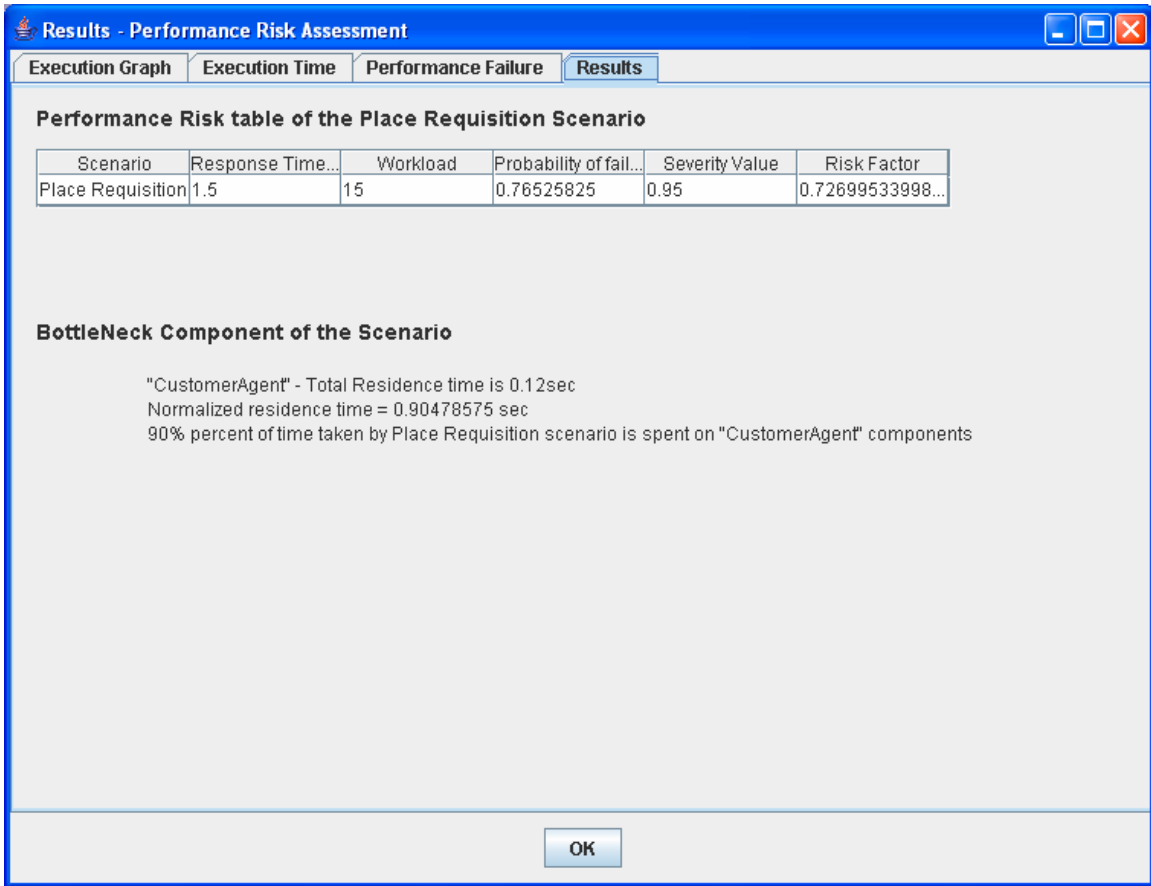 Results - Performance Risk Assessment
Execution Graph Execution Time Performance Failure Results
Performance Risk table of the Place Requisition Scenario
Scenario Response Time... Workload Probability of fail... Severity Value Risk Factor
Place Requisition 1.5 15 0.76525825 0.95 0.72699533998...
BottleNeck Component of the Scenario
"CustomerAgent" - Total Residence time is 0.12sec
Normalized residence time = 0.90478575 sec
90% percent of time taken by Place Requisition scenario is spent on "CustomerAgent" components
OK